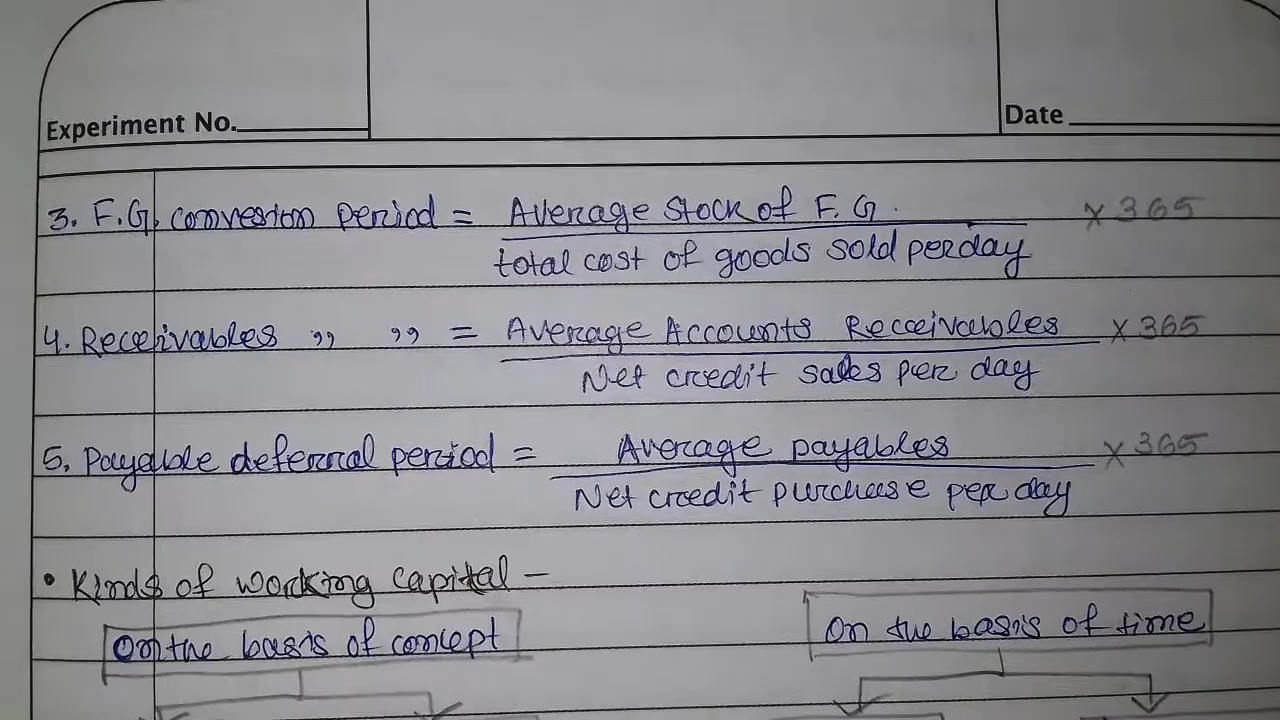 Experiment No.
Date
3. F.G. conversion period = Average stock of F.G. × 365
total cost of goods sold per day
4. Receivables ,, ,, = Average Accounts Receivables × 365
Net credit sales per day
5. Payable deferral period = Average payables × 365
Net credit purchase per day
• Kinds of working capital –
On the basis of concept
On the basis of time